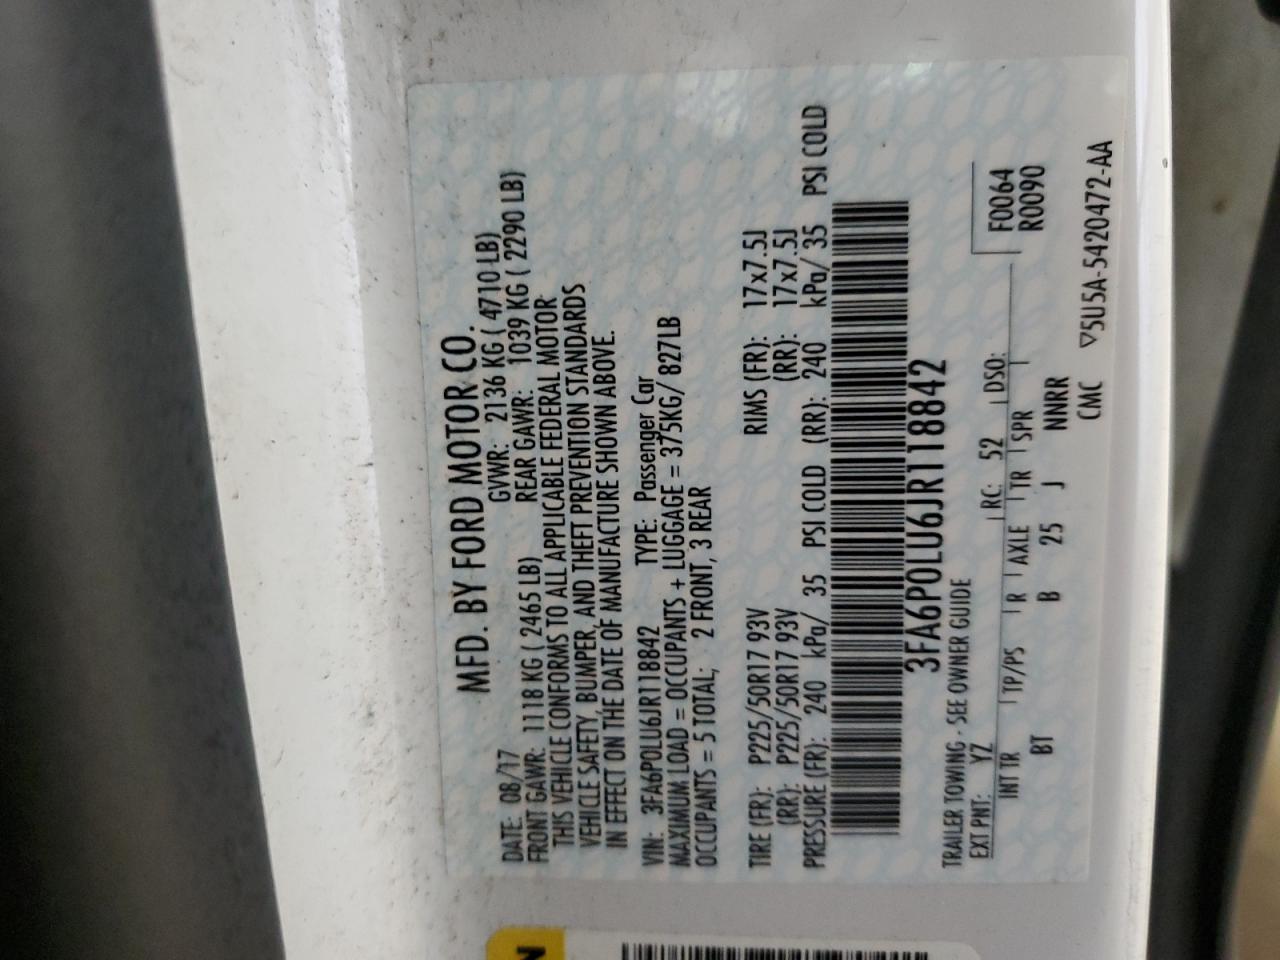 MFD. BY FORD MOTOR CO.
DATE: 08/17 GVWR: 2136 KG ( 4710 LB)
FRONT GAWR: 1118 KG ( 2465 LB) REAR GAWR: 1039 KG ( 2290 LB)
THIS VEHICLE CONFORMS TO ALL APPLICABLE FEDERAL MOTOR
VEHICLE SAFETY, BUMPER, AND THEFT PREVENTION STANDARDS
IN EFFECT ON THE DATE OF MANUFACTURE SHOWN ABOVE.
VIN: 3FA6P0LU6JR118842 TYPE: Passenger Car
MAXIMUM LOAD = OCCUPANTS + LUGGAGE = 375KG/ 827LB
OCCUPANTS = 5 TOTAL, 2 FRONT, 3 REAR
TIRE (FR): P225/50R17 93V RIMS (FR): 17x7.5J
(RR): P225/50R17 93V (RR): 17x7.5J
PRESSURE (FR): 240 kPa/ 35 PSI COLD (RR): 240 kPa/ 35 PSI COLD
3FA6P0LU6JR118842
TRAILER TOWING - SEE OWNER GUIDE
EXT PNT: YZ RC: 52 DSO: F0064
INT TR TP/PS R AXLE TR SPR R0090
BT B 25 J NNRR
CMC ▽5U5A-5420472-AA
N